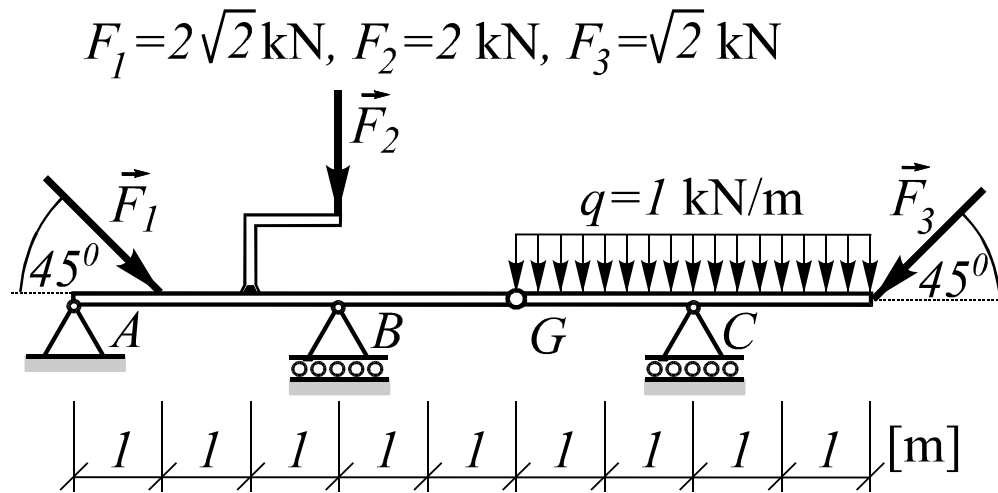 F₁=2√2 kN, F₂=2 kN, F₃=√2 kN
F₂
F₁
q=1 kN/m
F₃
45⁰
45⁰
A
B
G
C
1 1 1 1 1 1 1 1 1 [m]